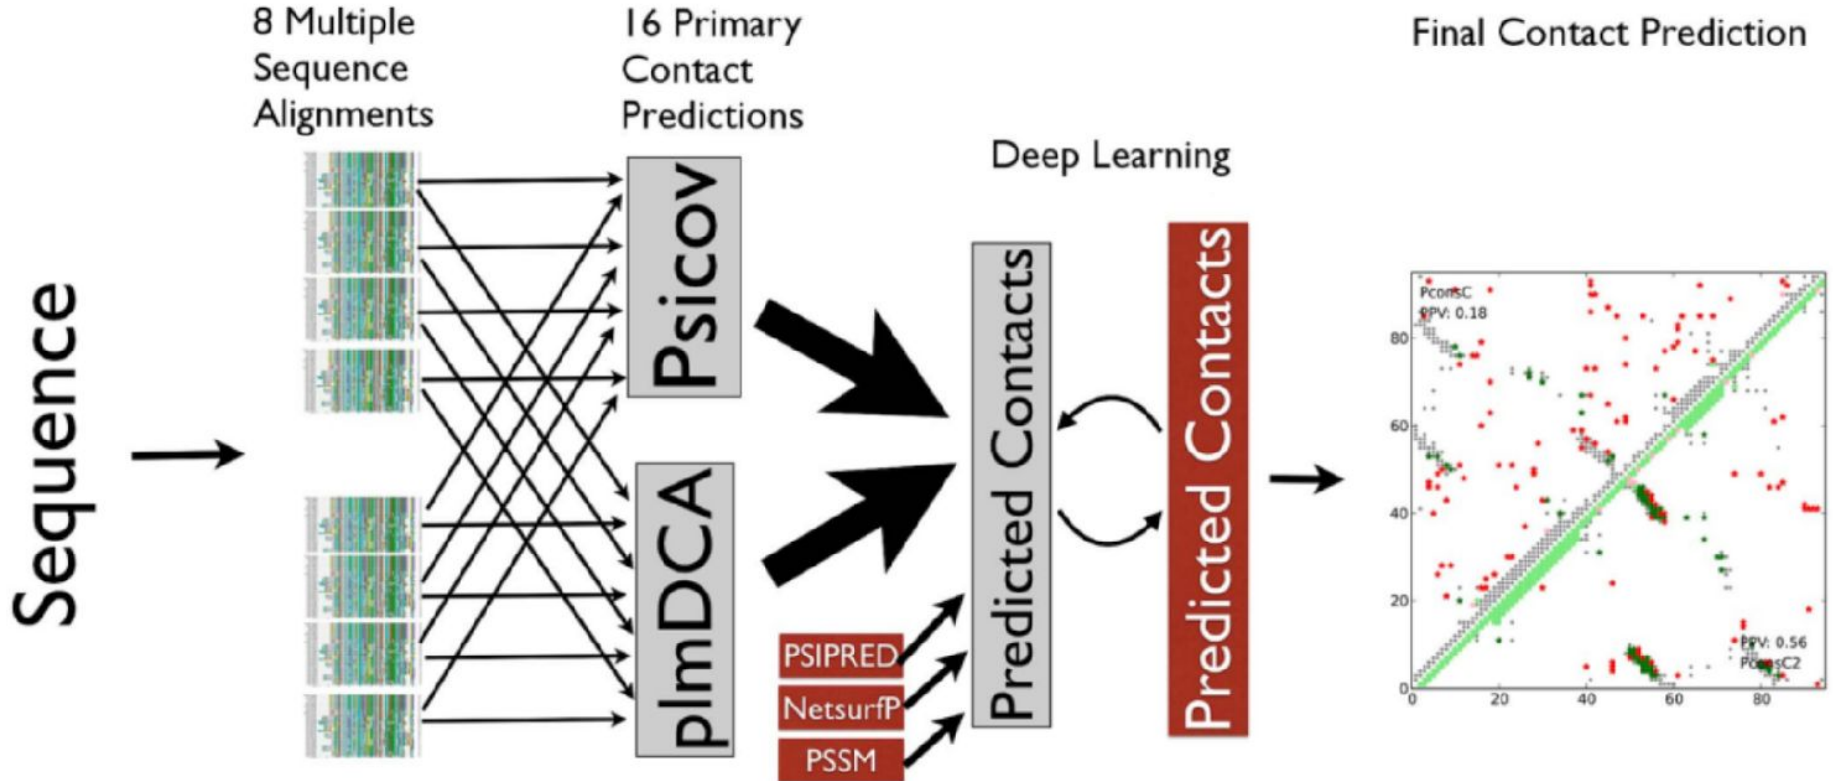 8 Multiple
Sequence
Alignments
16 Primary
Contact
Predictions
Final Contact Prediction
Deep Learning
Sequence
Psicov
plmDCA
PSIPRED
NetsurfP
PSSM
Predicted Contacts
Predicted Contacts
PconsC
PPV: 0.18
80
60
40
20
0
PPV: 0.56
PconsC2
0
20
40
60
80